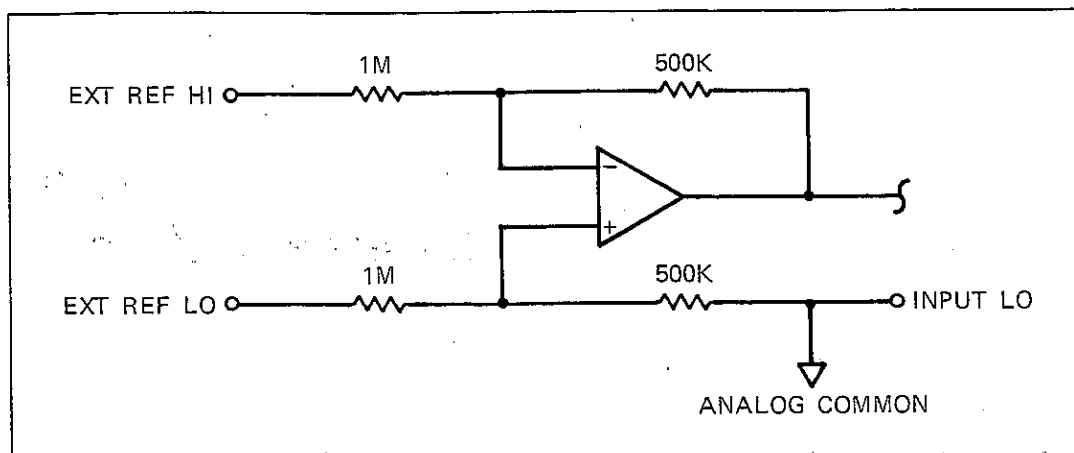 1M
500K
EXT REF HI
−
+
1M
500K
EXT REF LO
INPUT LO
ANALOG COMMON